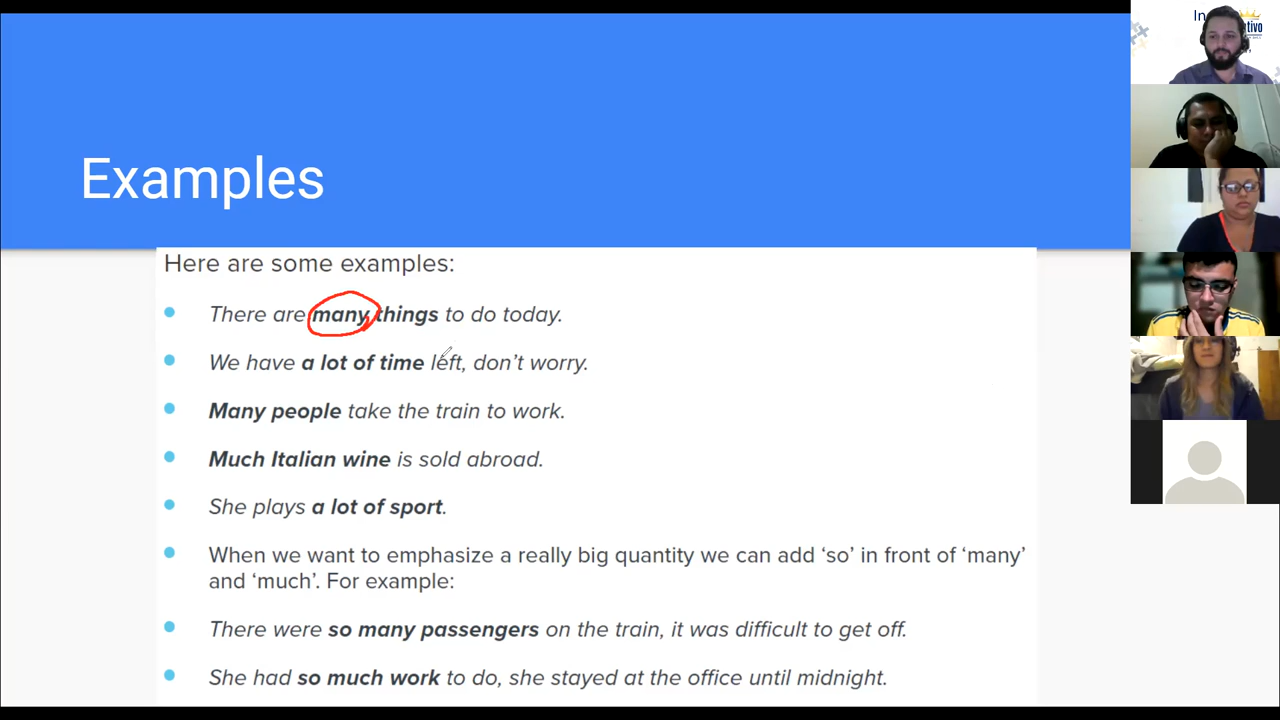 Examples
Here are some examples:
There are many things to do today.
We have a lot of time left, don't worry.
Many people take the train to work.
Much Italian wine is sold abroad.
She plays a lot of sport.
When we want to emphasize a really big quantity we can add ‘so’ in front of ‘many’
and ‘much’. For example:
There were so many passengers on the train, it was difficult to get off.
She had so much work to do, she stayed at the office until midnight.
In
tivo